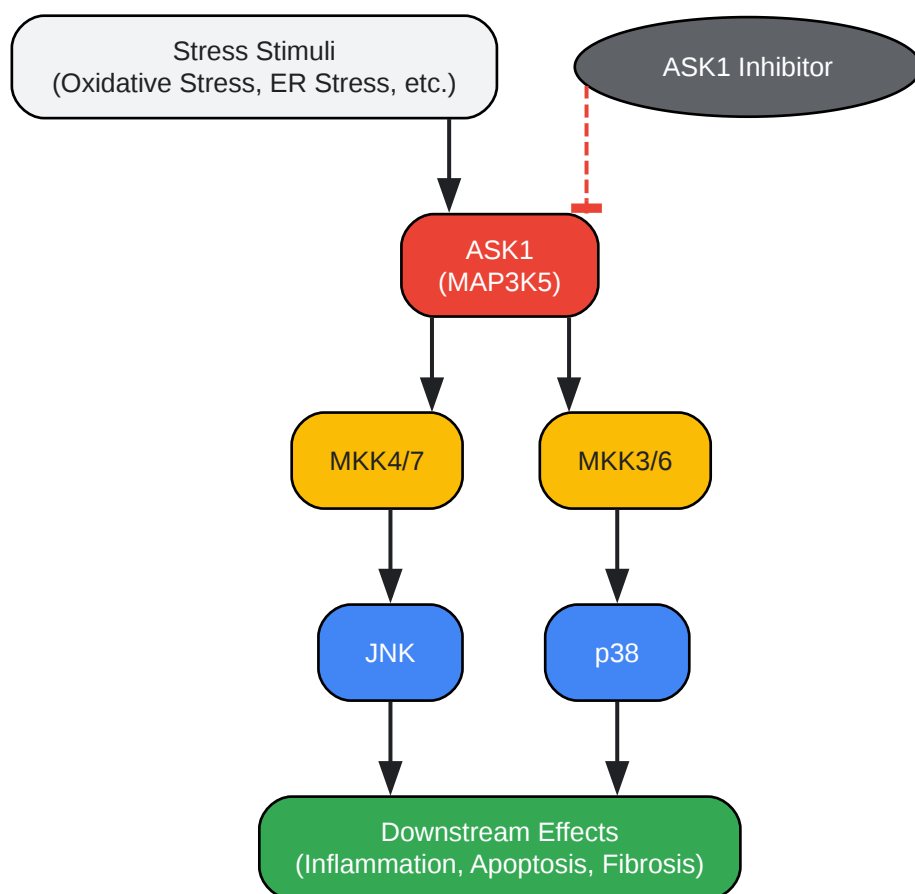 Stress Stimuli
(Oxidative Stress, ER Stress, etc.)
ASK1 Inhibitor
ASK1
(MAP3K5)
MKK4/7
MKK3/6
JNK
p38
Downstream Effects
(Inflammation, Apoptosis, Fibrosis)